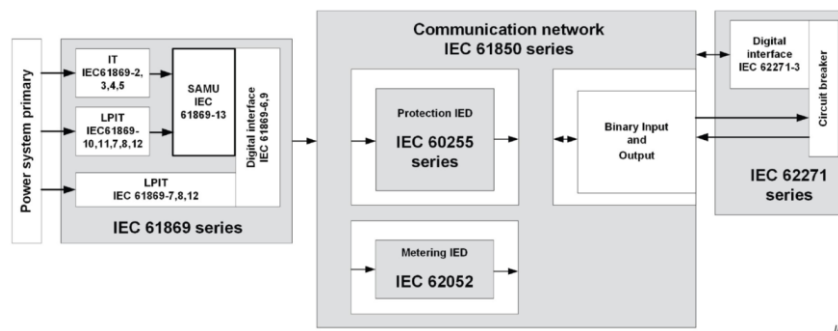 Power system primary
IT
IEC61869-2,
3,4,5
LPIT
IEC61869-
10,11,7,8,12
SAMU
IEC
61869-13
Digital interface
IEC 61869-6,9
LPIT
IEC 61869-7,8,12
IEC 61869 series
Communication network
IEC 61850 series
Protection IED
IEC 60255
series
Metering IED
IEC 62052
Binary Input
and
Output
Digital
interface
IEC 62271-3
Circuit breaker
IEC 62271
series